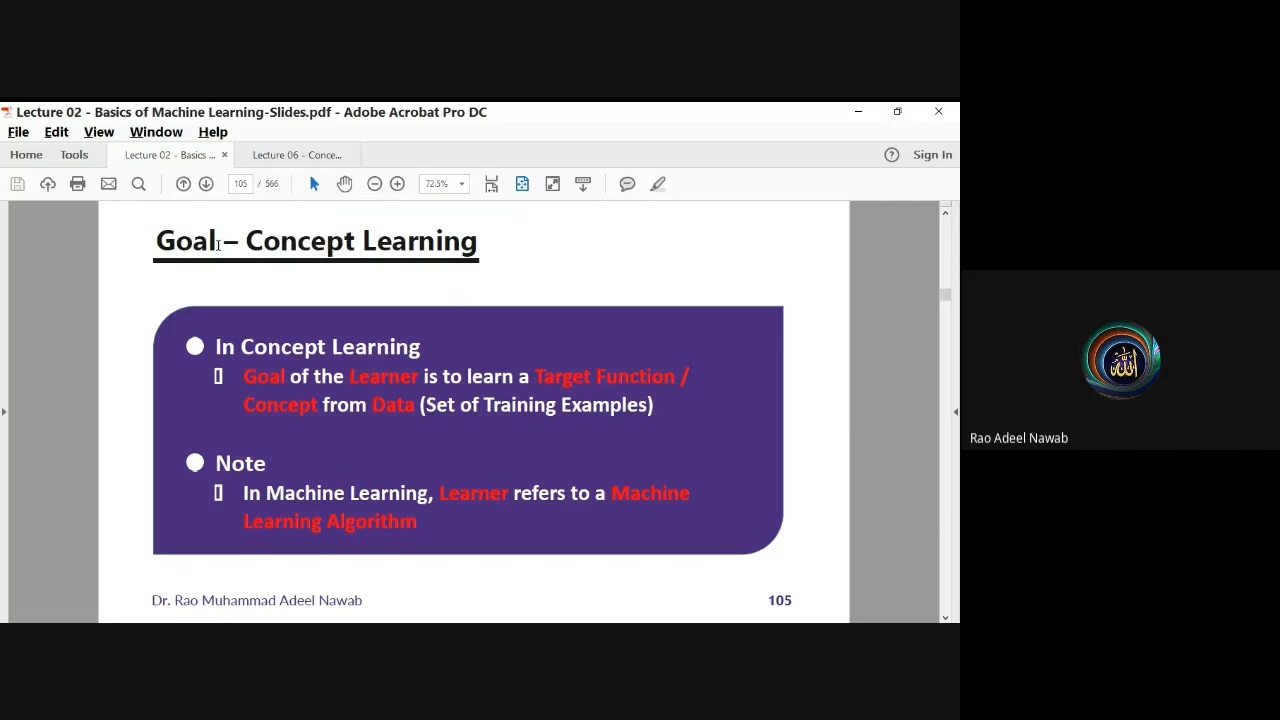 Lecture 02 - Basics of Machine Learning-Slides.pdf - Adobe Acrobat Pro DC
File Edit View Window Help
Home Tools Lecture 02 - Basics ... × Lecture 06 - Conce... Sign In
105 / 566 72.5%
Goal – Concept Learning
In Concept Learning
Goal of the Learner is to learn a Target Function /
Concept from Data (Set of Training Examples)
Note
In Machine Learning, Learner refers to a Machine
Learning Algorithm
Dr. Rao Muhammad Adeel Nawab 105
الله
Rao Adeel Nawab